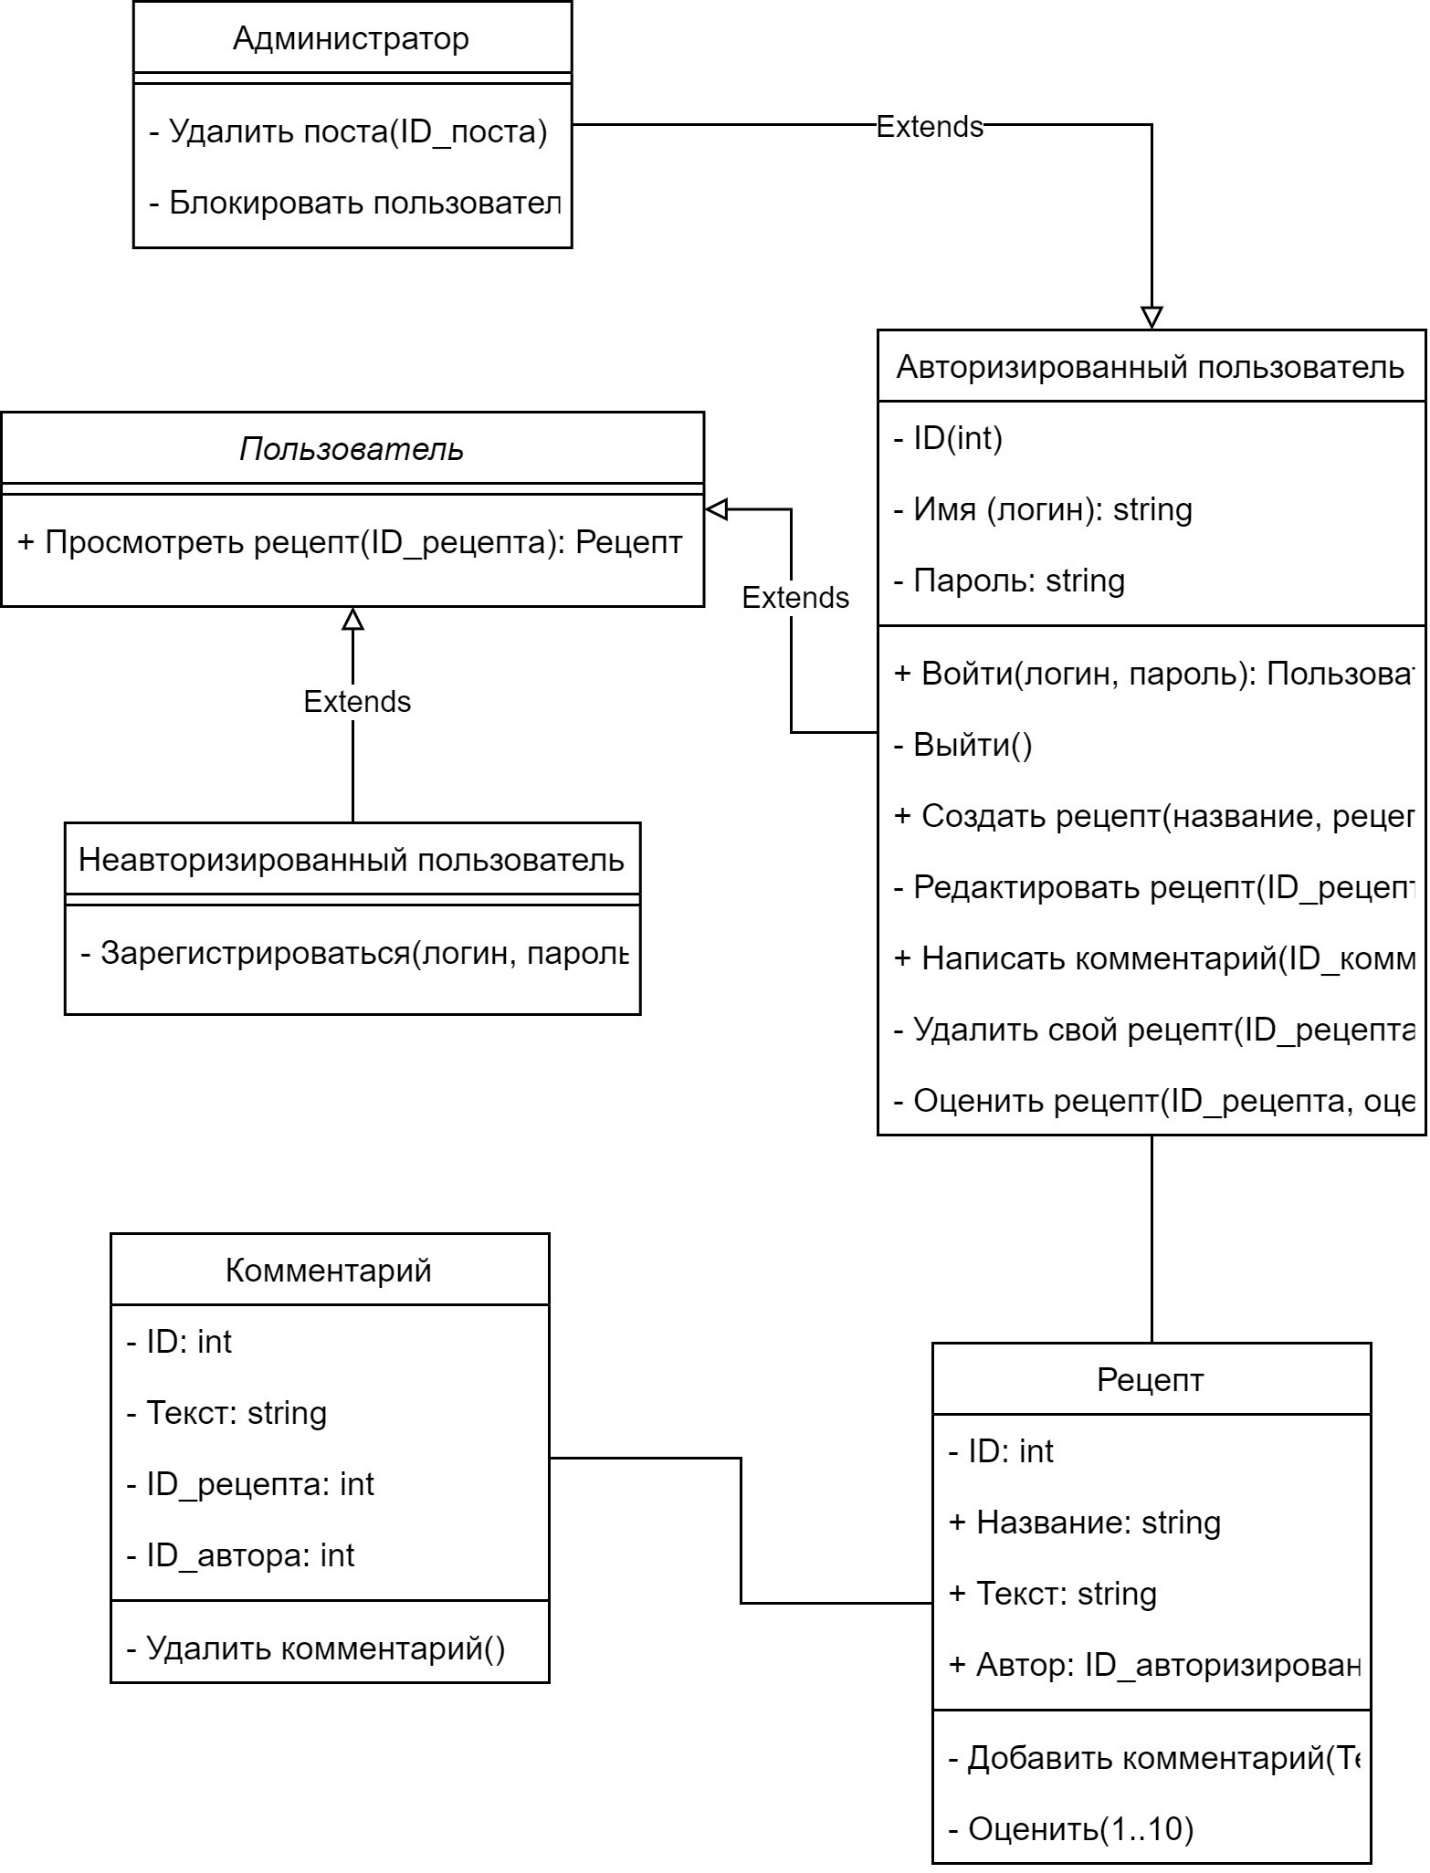 Администратор
- Удалить поста(ID_поста)
- Блокировать пользовател
Extends
Авторизированный пользователь
- ID(int)
- Имя (логин): string
- Пароль: string
+ Войти(логин, пароль): Пользоват
- Выйти()
+ Создать рецепт(название, рецеп
- Редактировать рецепт(ID_рецепт
+ Написать комментарий(ID_комм
- Удалить свой рецепт(ID_рецепта
- Оценить рецепт(ID_рецепта, оце
Пользователь
+ Просмотреть рецепт(ID_рецепта): Рецепт
Extends
Extends
Неавторизированный пользователь
- Зарегистрироваться(логин, пароль
Комментарий
- ID: int
- Текст: string
- ID_рецепта: int
- ID_автора: int
- Удалить комментарий()
Рецепт
- ID: int
+ Название: string
+ Текст: string
+ Автор: ID_авторизирован
- Добавить комментарий(Те
- Оценить(1..10)